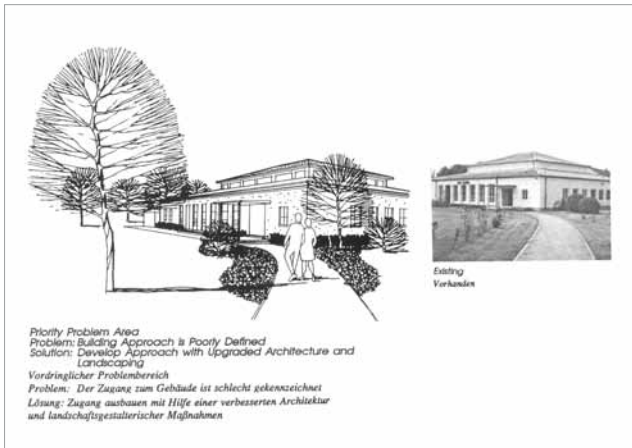 Existing
Vorhanden
Priority Problem Area
Problem: Building Approach is Poorly Defined
Solution: Develop Approach with Upgraded Architecture and
Landscaping
Vordringlicher Problembereich
Problem: Der Zugang zum Gebäude ist schlecht gekennzeichnet
Lösung: Zugang ausbauen mit Hilfe einer verbesserten Architektur
und landschaftsgestalterischer Maßnahmen